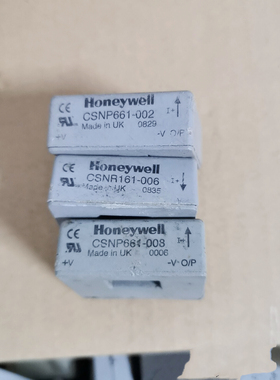 Honeywell
CSNP661-002
Made in UK 0829
I+
+V -V O/P
Honeywell
CSNR161-006
Made in UK 0835
I+
Honeywell
CSNP661-008
Made in UK 0006
I+
+V -V O/P